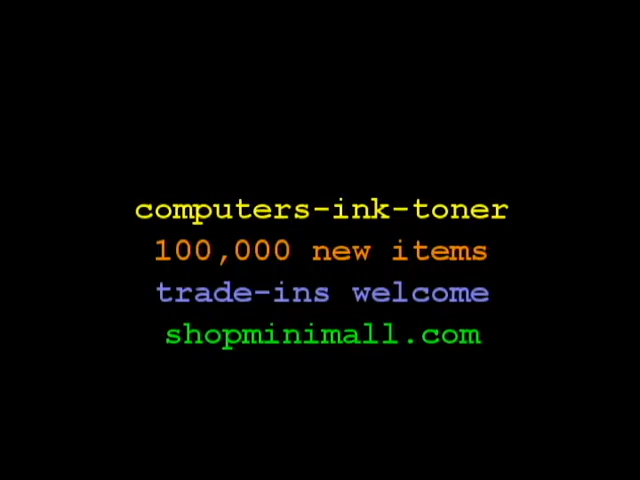 computers-ink-toner
100,000 new items
trade-ins welcome
shopminimall.com